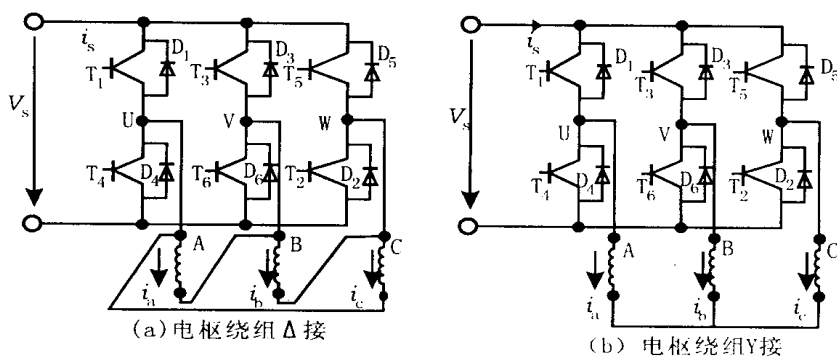 i_s
D_1
D_3
D_5
T_1
T_3
T_5
V_s
U
V
W
T_4
D_4
T_6
D_6
T_2
D_2
A
B
C
i_a
i_b
i_c
(a)电枢绕组Δ接
i_s
D_1
D_3
D_5
T_1
T_3
T_5
V_s
U
V
W
T_4
D_4
T_6
D_6
T_2
D_2
A
B
C
i_a
i_b
i_c
(b) 电枢绕组Y接